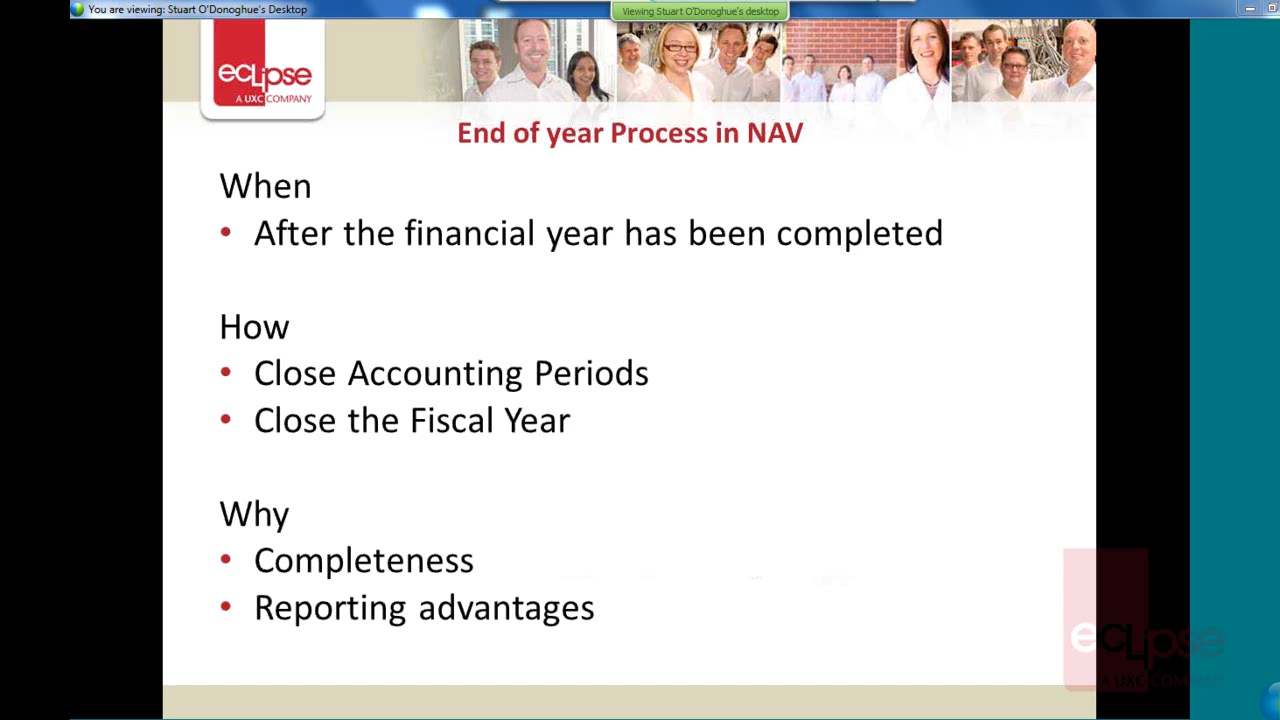 You are viewing: Stuart O'Donoghue's Desktop
Viewing Stuart O'Donoghue's desktop
eCLipse
A UXC COMPANY
End of year Process in NAV
When
• After the financial year has been completed
How
• Close Accounting Periods
• Close the Fiscal Year
Why
• Completeness
• Reporting advantages
eCLipse
A UXC COMPANY